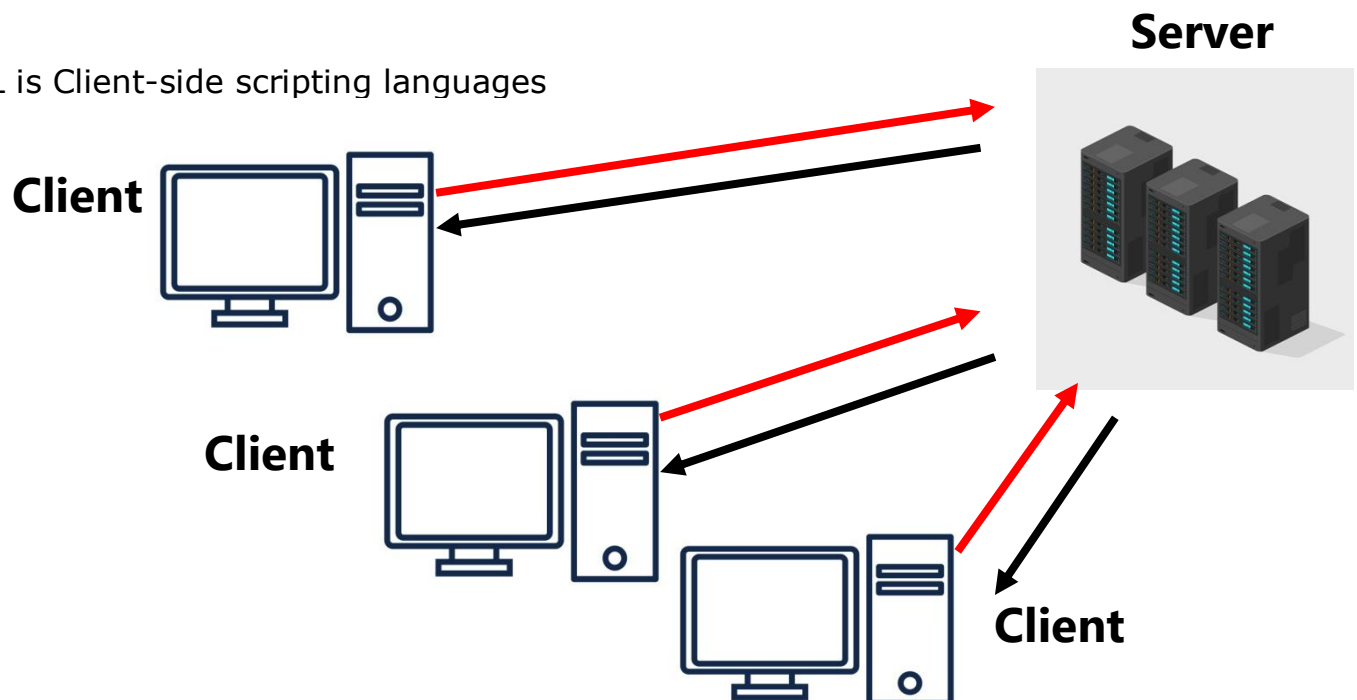 Server
is Client-side scripting languages
Client
Client
Client